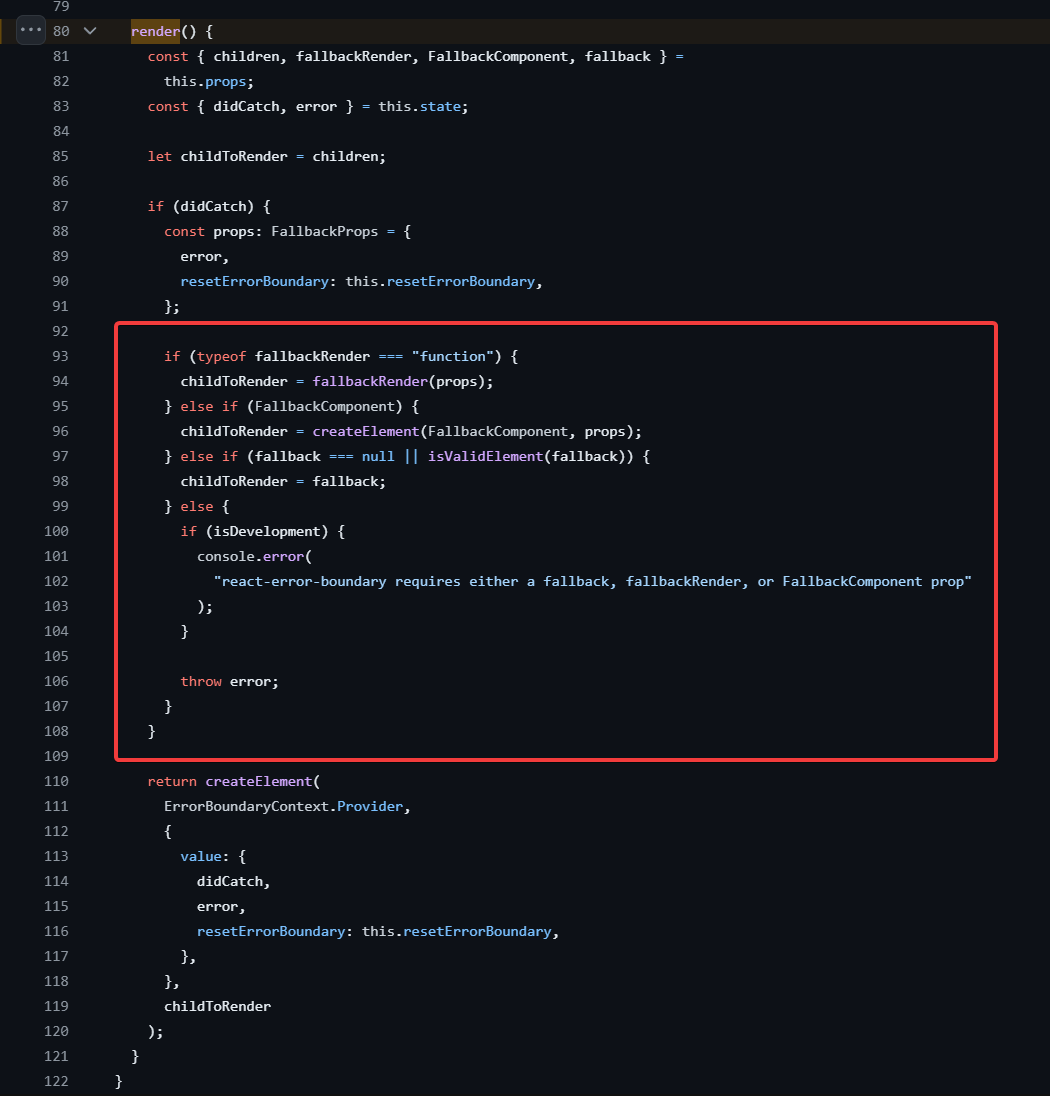 79
80 render() {
81 const { children, fallbackRender, FallbackComponent, fallback } =
82 this.props;
83 const { didCatch, error } = this.state;
84
85 let childToRender = children;
86
87 if (didCatch) {
88 const props: FallbackProps = {
89 error,
90 resetErrorBoundary: this.resetErrorBoundary,
91 };
92
93 if (typeof fallbackRender === "function") {
94 childToRender = fallbackRender(props);
95 } else if (FallbackComponent) {
96 childToRender = createElement(FallbackComponent, props);
97 } else if (fallback === null || isValidElement(fallback)) {
98 childToRender = fallback;
99 } else {
100 if (isDevelopment) {
101 console.error(
102 "react-error-boundary requires either a fallback, fallbackRender, or FallbackComponent prop"
103 );
104 }
105
106 throw error;
107 }
108 }
109
110 return createElement(
111 ErrorBoundaryContext.Provider,
112 {
113 value: {
114 didCatch,
115 error,
116 resetErrorBoundary: this.resetErrorBoundary,
117 },
118 },
119 childToRender
120 );
121 }
122 }